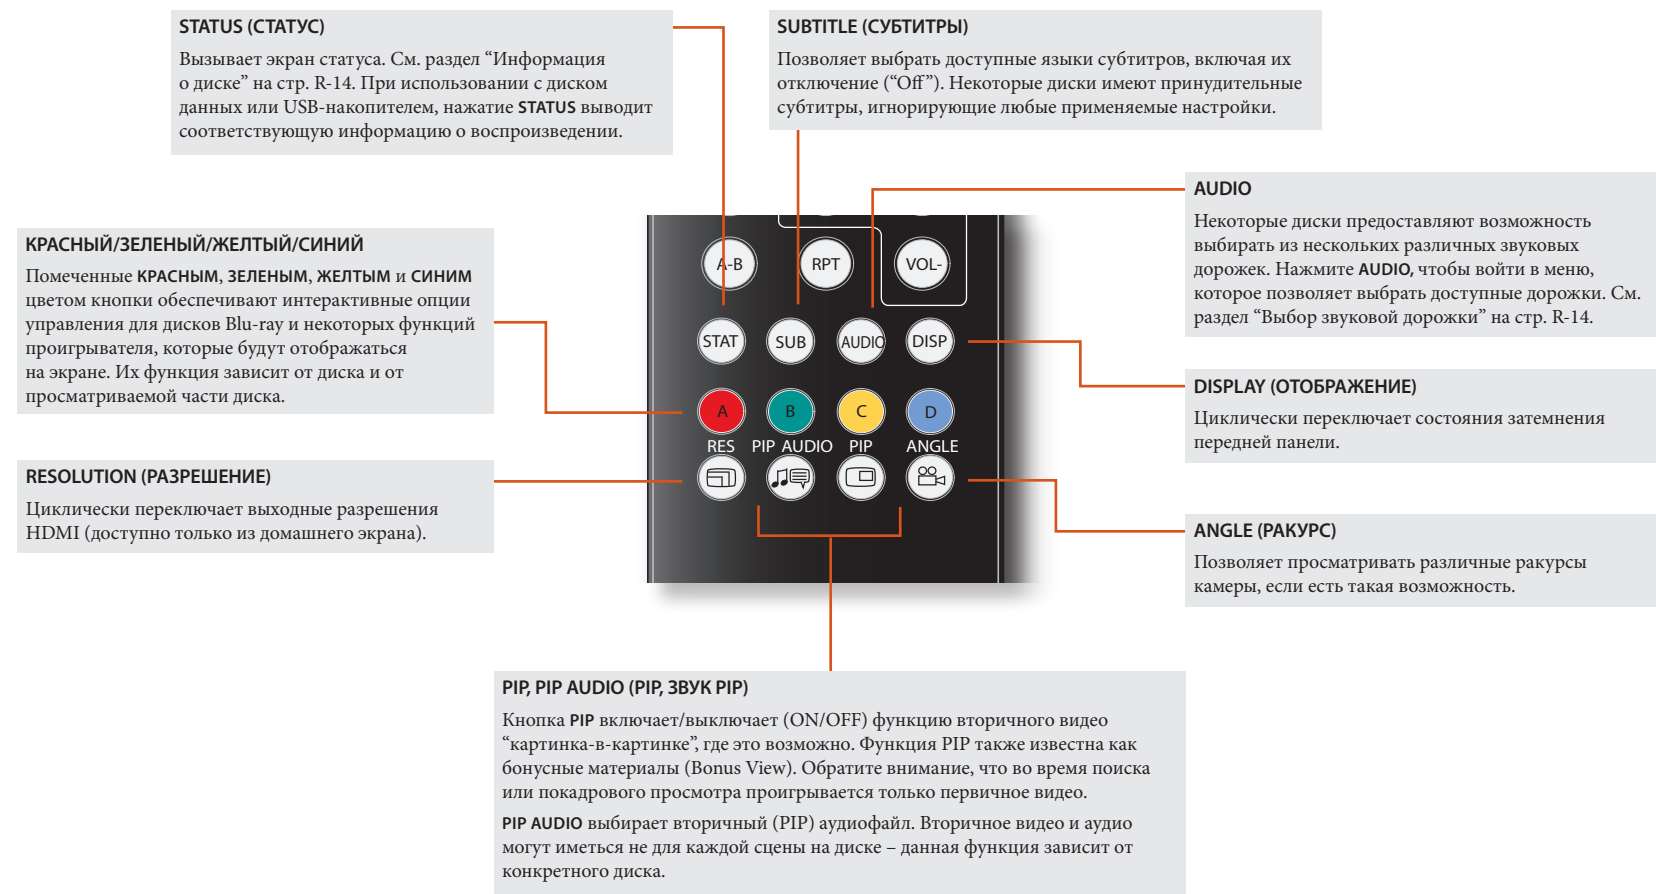 STATUS (СТАТУС)
Вызывает экран статуса. См. раздел “Информация
о диске” на стр. R-14. При использовании с диском
данных или USB-накопителем, нажатие STATUS выводит
соответствующую информацию о воспроизведении.
SUBTITLE (СУБТИТРЫ)
Позволяет выбрать доступные языки субтитров, включая их
отключение (“Off”). Некоторые диски имеют принудительные
субтитры, игнорирующие любые применяемые настройки.
AUDIO
Некоторые диски предоставляют возможность
выбирать из нескольких различных звуковых
дорожек. Нажмите AUDIO, чтобы войти в меню,
которое позволяет выбрать доступные дорожки. См.
раздел “Выбор звуковой дорожки” на стр. R-14.
КРАСНЫЙ/ЗЕЛЕНЫЙ/ЖЕЛТЫЙ/СИНИЙ
Помеченные КРАСНЫМ, ЗЕЛЕНЫМ, ЖЕЛТЫМ и СИНИМ
цветом кнопки обеспечивают интерактивные опции
управления для дисков Blu-ray и некоторых функций
проигрывателя, которые будут отображаться
на экране. Их функция зависит от диска и от
просматриваемой части диска.
A-B
RPT
VOL-
STAT
SUB
AUDIO
DISP
A
B
C
D
RES
PIP AUDIO
PIP
ANGLE
DISPLAY (ОТОБРАЖЕНИЕ)
Циклически переключает состояния затемнения
передней панели.
RESOLUTION (РАЗРЕШЕНИЕ)
Циклически переключает выходные разрешения
HDMI (доступно только из домашнего экрана).
ANGLE (РАКУРС)
Позволяет просматривать различные ракурсы
камеры, если есть такая возможность.
PIP, PIP AUDIO (PIP, ЗВУК PIP)
Кнопка PIP включает/выключает (ON/OFF) функцию вторичного видео
“картинка-в-картинке”, где это возможно. Функция PIP также известна как
бонусные материалы (Bonus View). Обратите внимание, что во время поиска
или покадрового просмотра проигрывается только первичное видео.
PIP AUDIO выбирает вторичный (PIP) аудиофайл. Вторичное видео и аудио
могут иметься не для каждой сцены на диске – данная функция зависит от
конкретного диска.